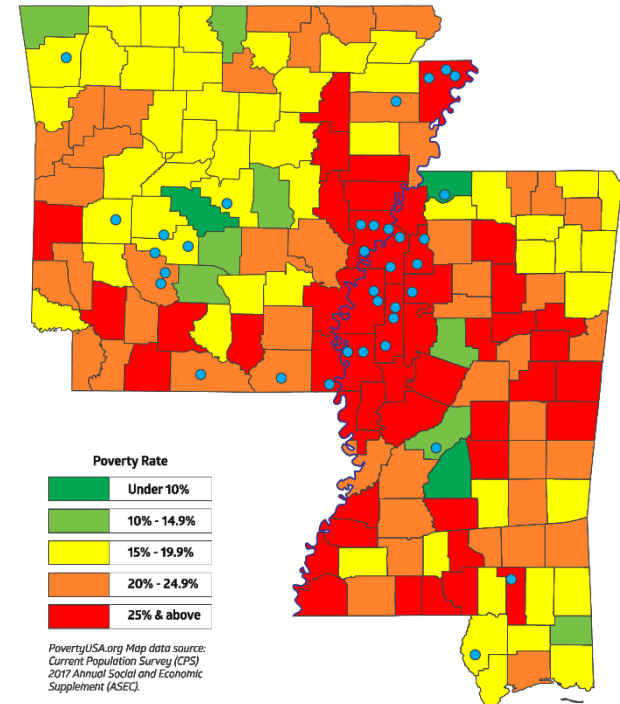 Poverty Rate
Under 10%
10% - 14.9%
15% - 19.9%
20% - 24.9%
25% & above
PovertyUSA.org Map data source:
Current Population Survey (CPS)
2017 Annual Social and Economic
Supplement (ASEC).